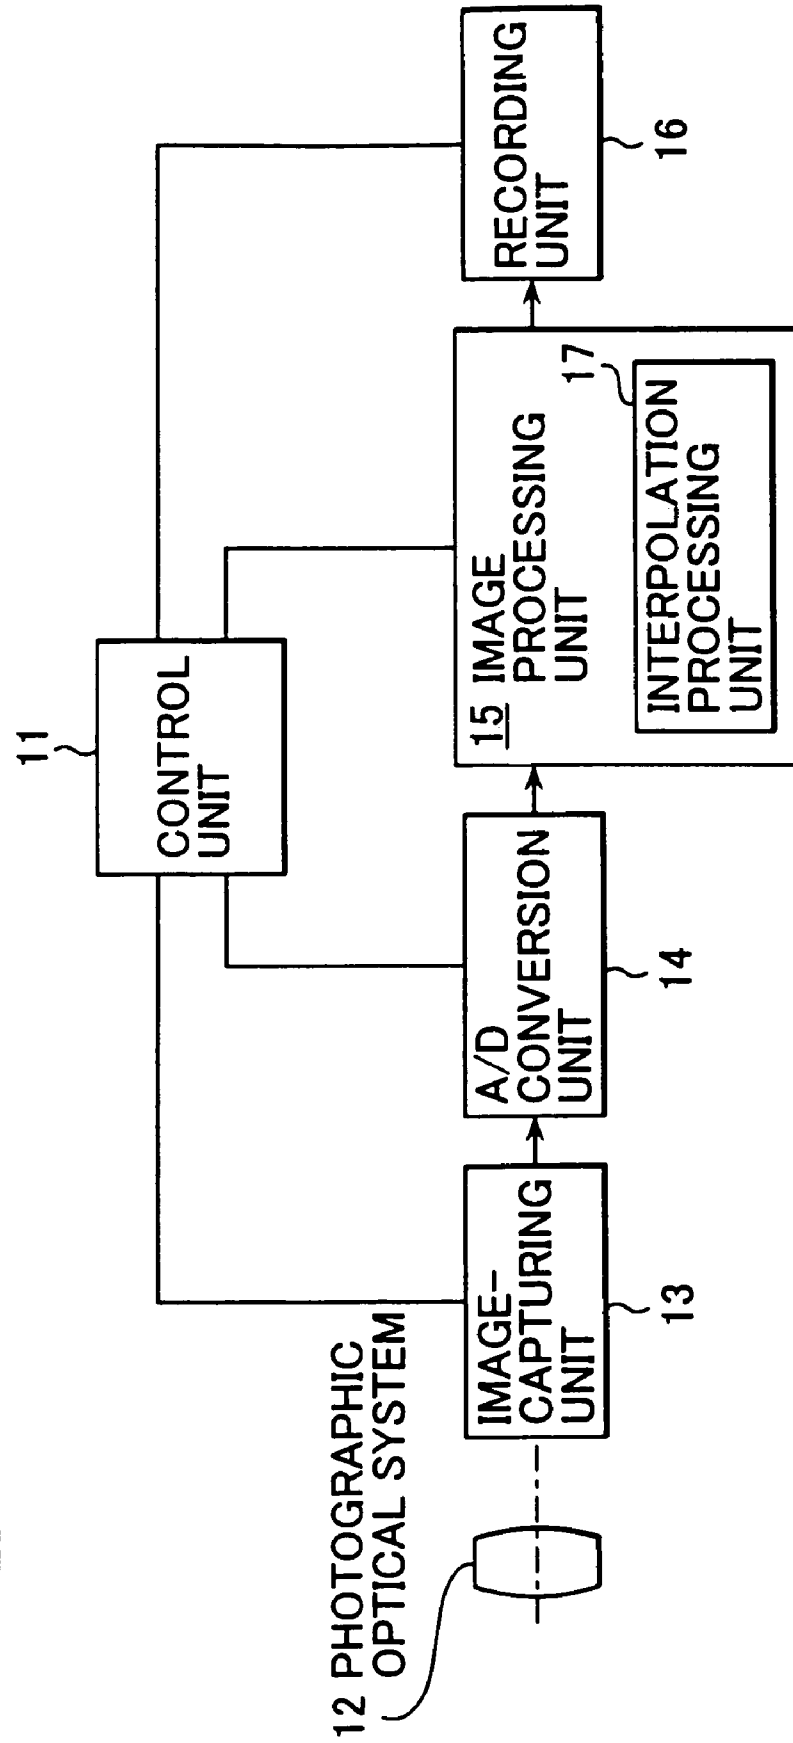 11
CONTROL
UNIT
12 PHOTOGRAPHIC
OPTICAL SYSTEM
IMAGE-
CAPTURING
UNIT
13
A/D
CONVERSION
UNIT
14
15 IMAGE
PROCESSING
UNIT
17
INTERPOLATION
PROCESSING
UNIT
RECORDING
UNIT
16